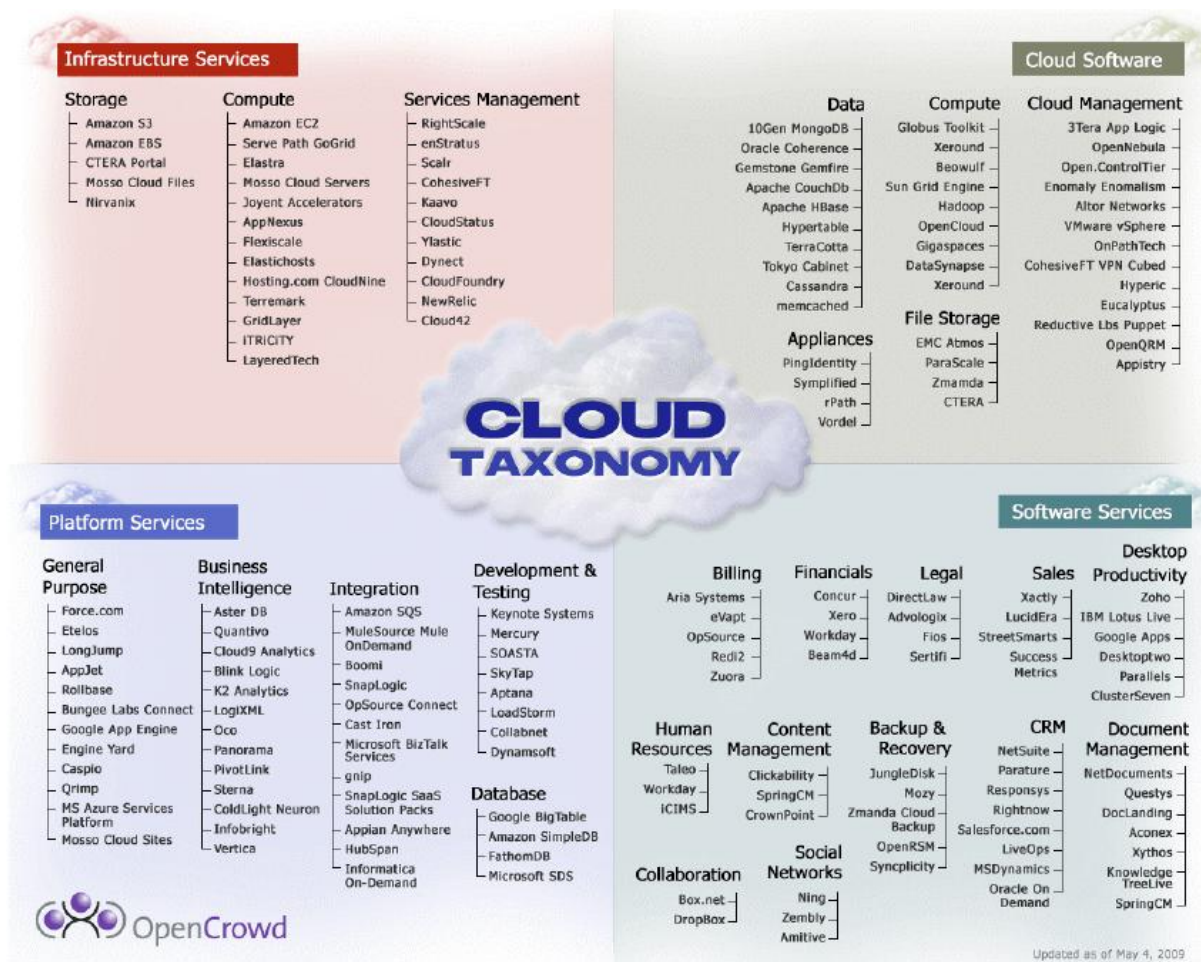 Infrastructure Services
Storage
Amazon S3
Amazon EBS
CTERA Portal
Mosso Cloud Files
Nirvanix
Compute
Amazon EC2
Serve Path GoGrid
Elastra
Mosso Cloud Servers
Joyent Accelerators
AppNexus
Flexiscale
Elastichosts
Hosting.com CloudNine
Terremark
GridLayer
ITRICITY
LayeredTech
Services Management
RightScale
enStratus
Scalr
CohesiveFT
Kaavo
CloudStatus
Ylastic
Dynect
CloudFoundry
NewRelic
Cloud42
Cloud Software
Data
10Gen MongoDB
Oracle Coherence
Gemstone Gemfire
Apache CouchDb
Apache HBase
Hypertable
TerraCotta
Tokyo Cabinet
Cassandra
memcached
Appliances
PingIdentity
Symplified
rPath
Vordel
Compute
Globus Toolkit
Xeround
Beowulf
Sun Grid Engine
Hadoop
OpenCloud
Gigaspaces
DataSynapse
Xeround
File Storage
EMC Atmos
ParaScale
Zmamda
CTERA
Cloud Management
3Tera App Logic
OpenNebula
Open.ControlTier
Enomaly Enomalism
Altor Networks
VMware vSphere
OnPathTech
CohesiveFT VPN Cubed
Hyperic
Eucalyptus
Reductive Lbs Puppet
OpenQRM
Appistry
CLOUD
TAXONOMY
Platform Services
General
Purpose
Force.com
Etelos
LongJump
AppJet
Rollbase
Bungee Labs Connect
Google App Engine
Engine Yard
Caspio
Qrimp
MS Azure Services
Platform
Mosso Cloud Sites
Business
Intelligence
Aster DB
Quantivo
Cloud9 Analytics
Blink Logic
K2 Analytics
LogiXML
Oco
Panorama
PivotLink
Sterna
ColdLight Neuron
Infobright
Vertica
Integration
Amazon SQS
MuleSource Mule
OnDemand
Boomi
SnapLogic
OpSource Connect
Cast Iron
Microsoft BizTalk
Services
gnip
SnapLogic SaaS
Solution Packs
Appian Anywhere
HubSpan
Informatica
On-Demand
Development &
Testing
Keynote Systems
Mercury
SOASTA
SkyTap
Aptana
LoadStorm
Collabnet
Dynamsoft
Database
Google BigTable
Amazon SimpleDB
FathomDB
Microsoft SDS
OpenCrowd
Software Services
Billing
Aria Systems
eVapt
OpSource
Redi2
Zuora
Financials
Concur
Xero
Workday
Beam4d
Legal
DirectLaw
Advologix
Fios
Sertifi
Sales
Xactly
LucidEra
StreetSmarts
Success
Metrics
Desktop
Productivity
Zoho
IBM Lotus Live
Google Apps
Desktoptwo
Parallels
ClusterSeven
Human
Resources
Taleo
Workday
iCIMS
Content
Management
Clickability
SpringCM
CrownPoint
Backup &
Recovery
JungleDisk
Mozy
Zmanda Cloud
Backup
OpenRSM
Syncplicity
CRM
NetSuite
Parature
Responsys
Rightnow
Salesforce.com
LiveOps
MSDynamics
Oracle On
Demand
Document
Management
NetDocuments
Questys
DocLanding
Aconex
Xythos
Knowledge
TreeLive
SpringCM
Collaboration
Box.net
DropBox
Social
Networks
Ning
Zembly
Amitive
Updated as of May 4, 2009